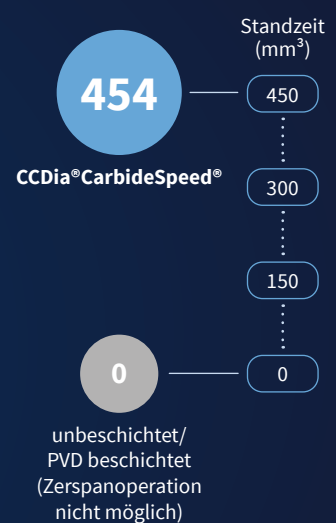 Standzeit
(mm³)
454
450
CCDia®CarbideSpeed®
300
150
0
0
unbeschichtet/
PVD beschichtet
(Zerspanoperation
nicht möglich)